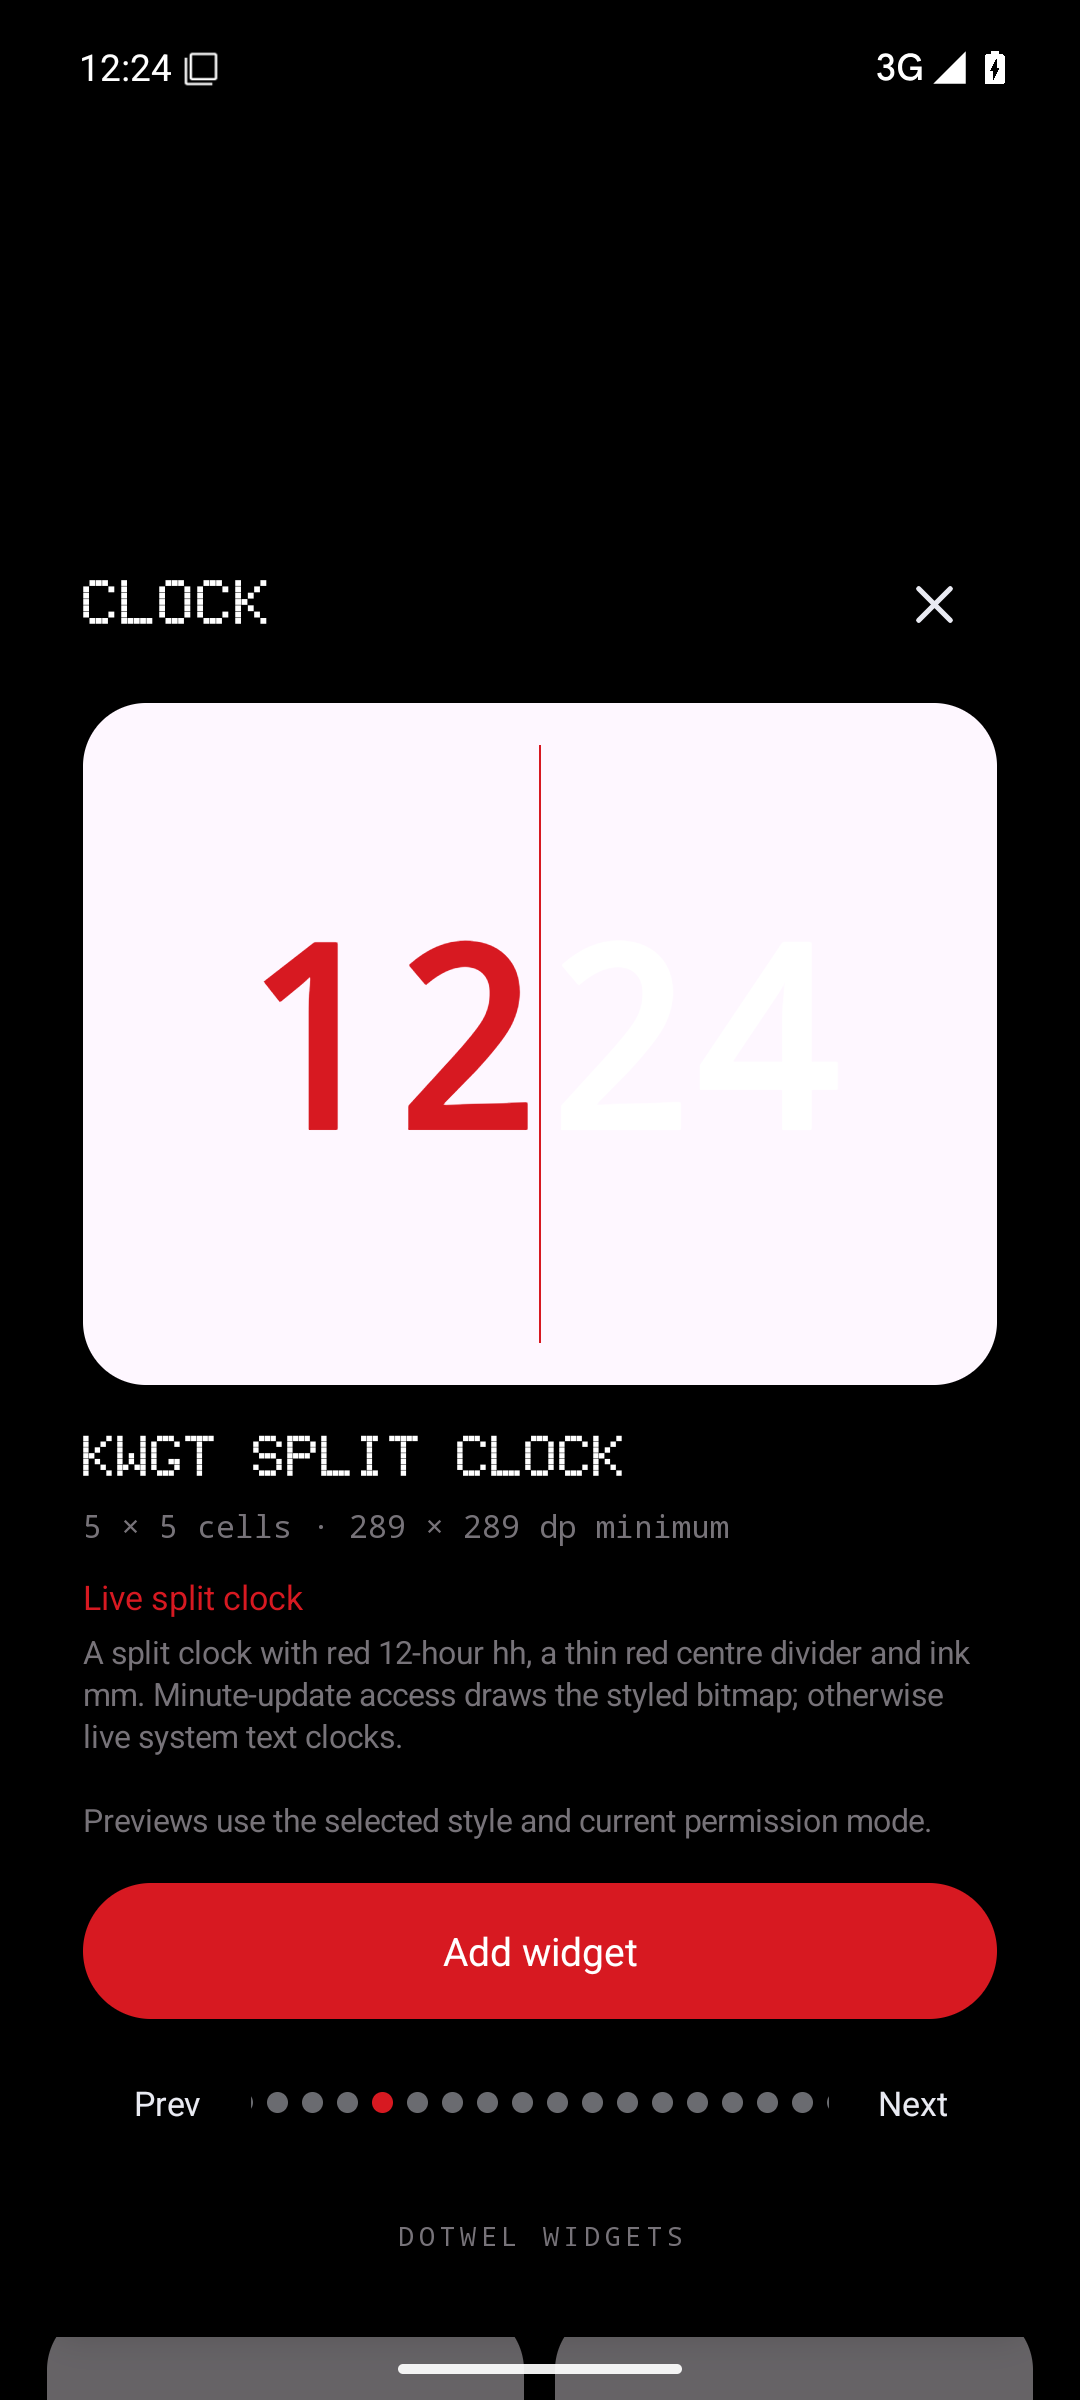 12:24
3G
CLOCK
12 24
KWGT SPLIT CLOCK
5 × 5 cells · 289 × 289 dp minimum
Live split clock
A split clock with red 12-hour hh, a thin red centre divider and ink
mm. Minute-update access draws the styled bitmap; otherwise
live system text clocks.
Previews use the selected style and current permission mode.
Add widget
Prev
Next
DOTWEL WIDGETS